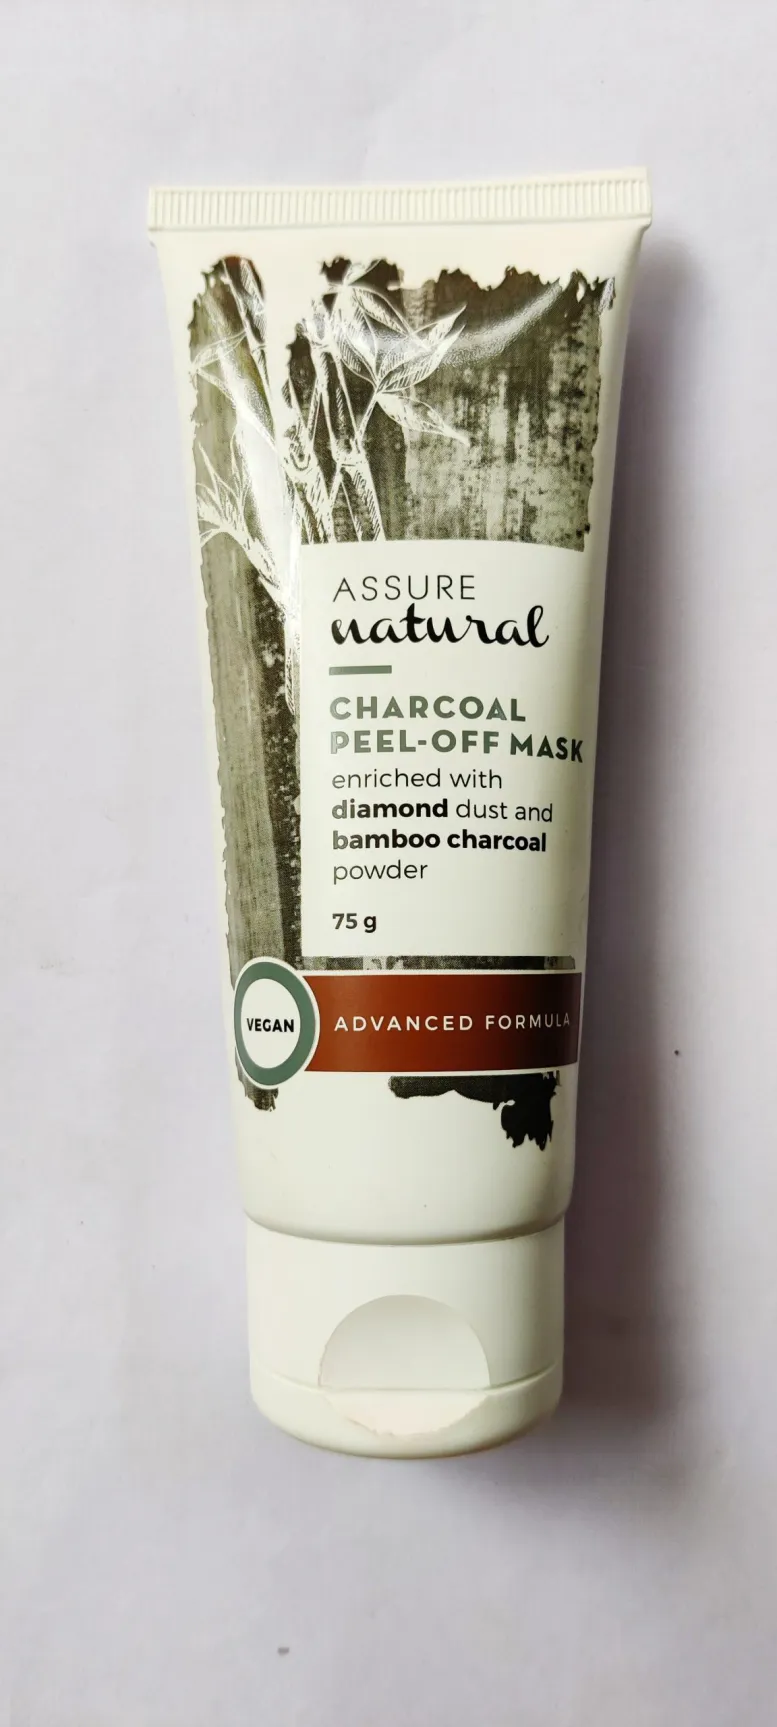 ASSURE
natural
CHARCOAL
PEEL-OFF MASK
enriched with
diamond dust and
bamboo charcoal
powder
75 g
VEGAN
ADVANCED FORMULA